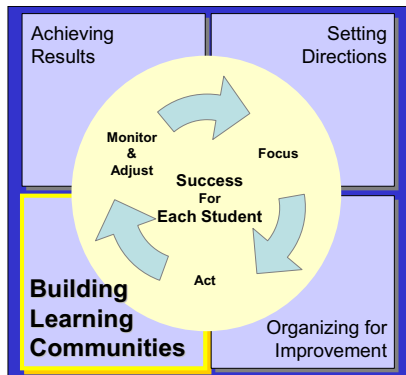 Achieving
Results
Setting
Directions
Monitor
&
Adjust
Focus
Success
For
Each Student
Act
Building
Learning
Communities
Organizing for
Improvement